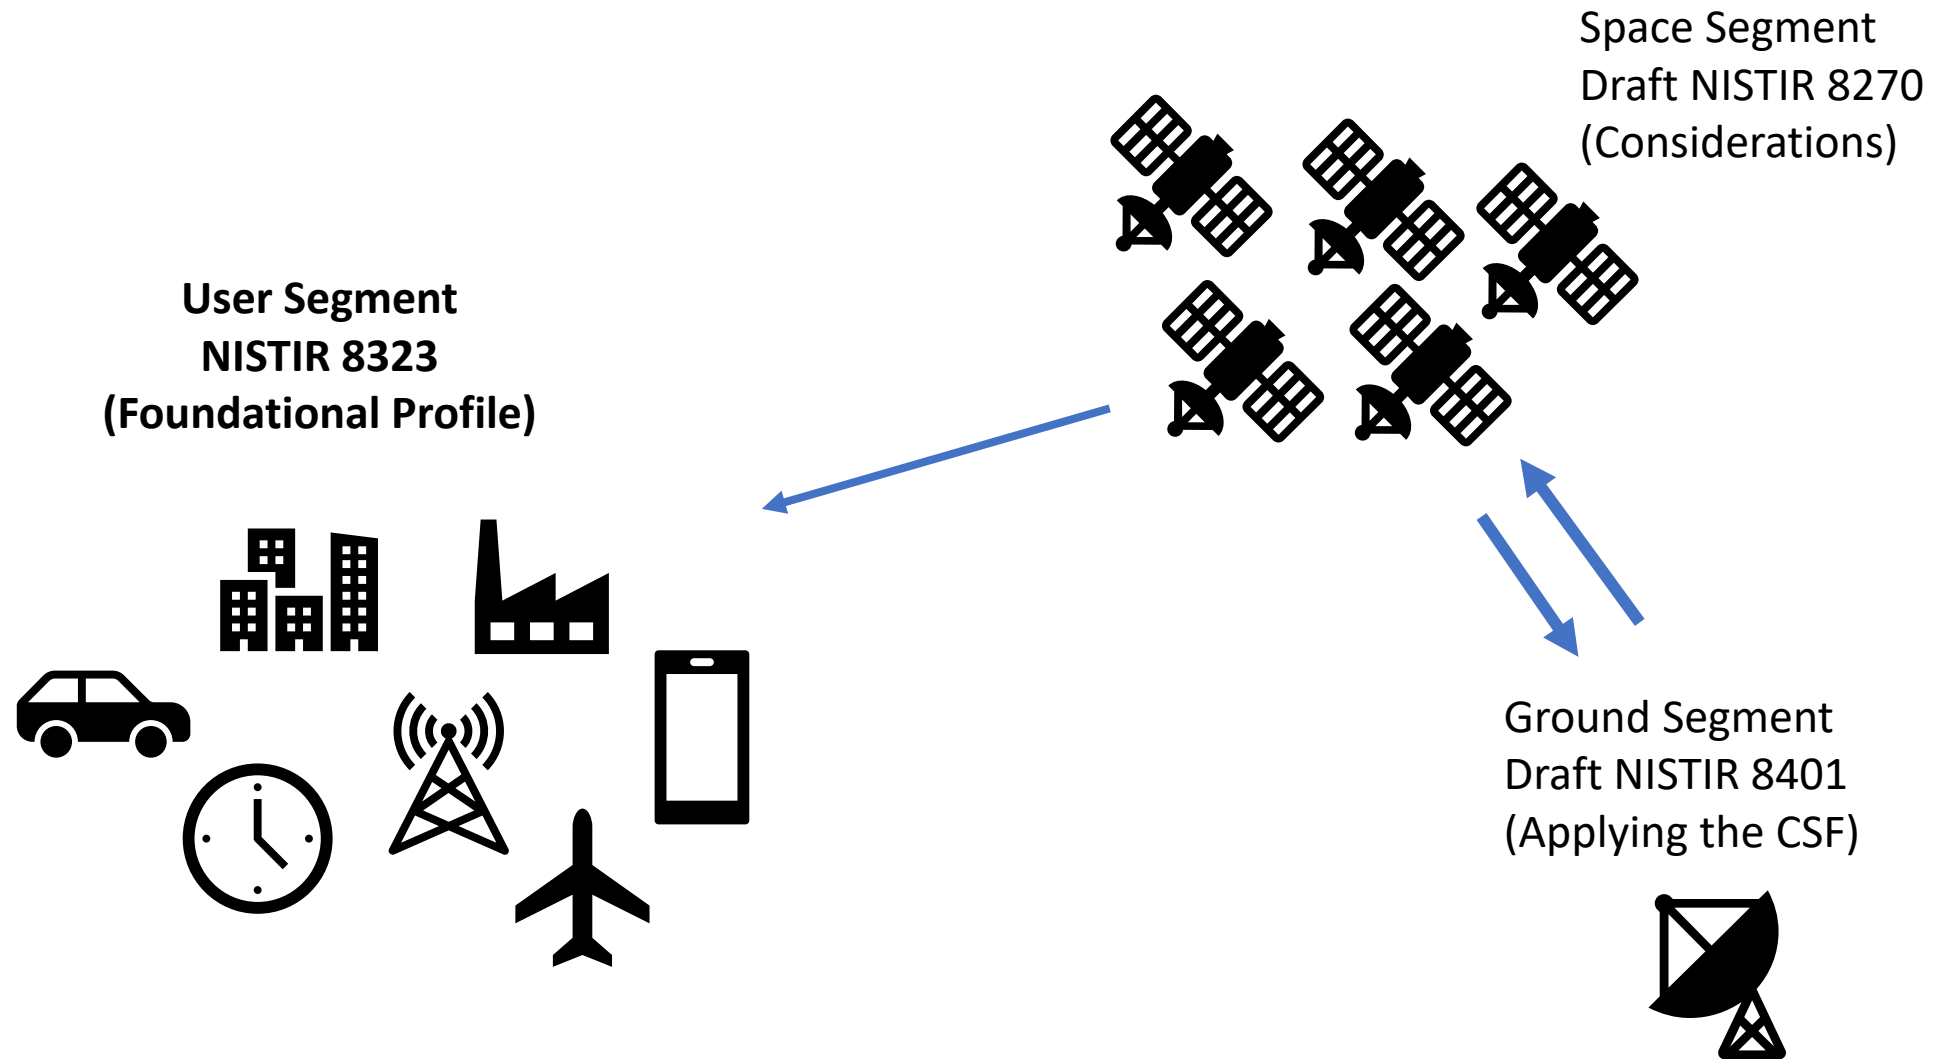 Space Segment
Draft NISTIR 8270
(Considerations)
User Segment
NISTIR 8323
(Foundational Profile)
Ground Segment
Draft NISTIR 8401
(Applying the CSF)